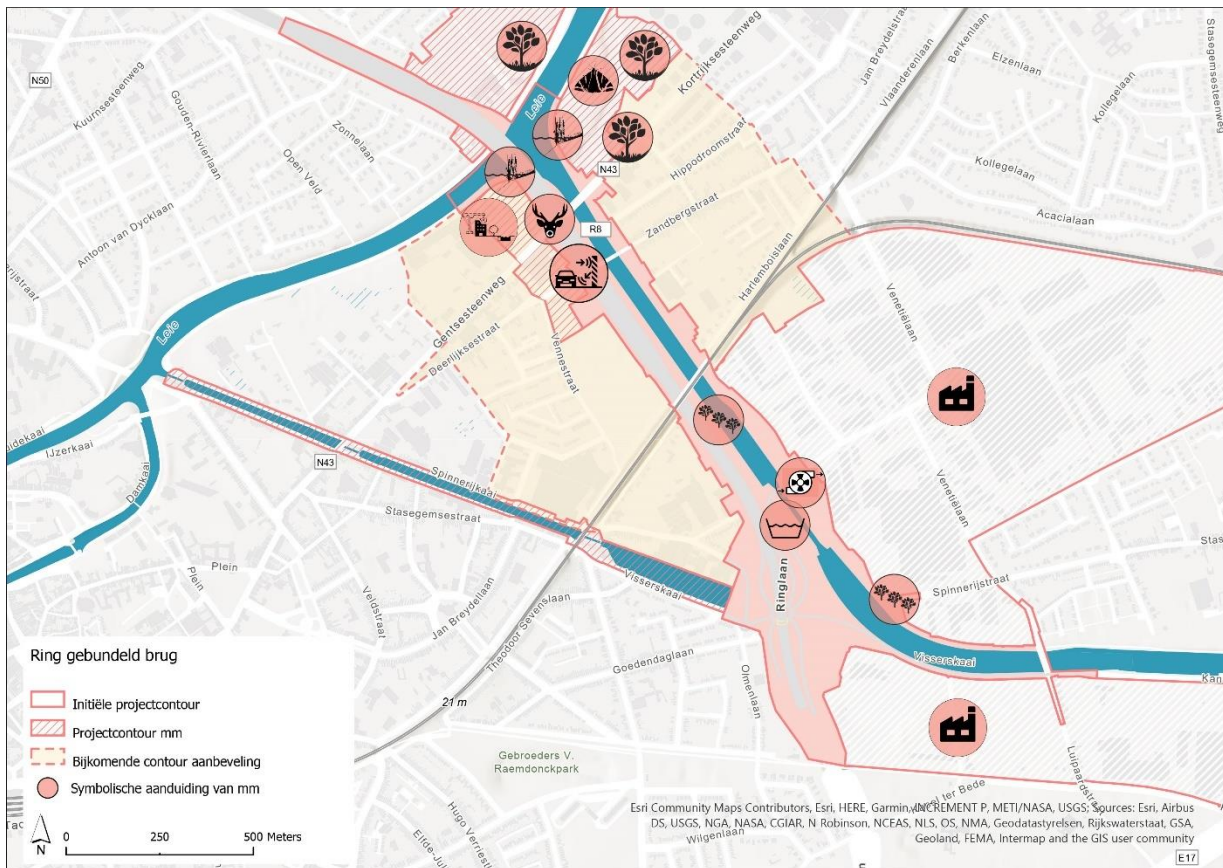 N50
Kuurnsesteenweg
Gouden-Rivierlaan
Zonnelaan
Open Veld
Antoon van Dycklaan
Leie
Kortrijksesteenweg
Jan Breydelstraat
Vlaanderenlaan
Berkenlaan
Elzenlaan
Kollegelaan
Stasegemsesteenweg
Kollegelaan
Hippodroomstraat
N43
Zandbergstraat
Acacialaan
R8
Harlemboislaan
Venetiëlaan
Gentsesteenweg
Deerlijksestraat
Vennestraat
Leie
IJzerkaai
Damkaai
N43
Spinnerijkaai
Stasegemsestraat
Venetiëlaan
Plein
Plein
Veldstraat
Jan Breydellaan
Theodoor Sevenslaan
Visserskaai
Ringlaan
Spinnerijstraat
Goedendaglaan
Olmenlaan
Visserskaai
21 m
Gebroeders V.
Raemdonckpark
Luipaardstraat
Hugo Verriest
Wilgenlaan
E17
Ring gebundeld brug
Initiële projectcontour
Projectcontour mm
Bijkomende contour aanbeveling
Symbolische aanduiding van mm
N
0 250 500 Meters
Esri Community Maps Contributors, Esri, HERE, Garmin, INCREMENT P, METI/NASA, USGS; Sources: Esri, Airbus
DS, USGS, NGA, NASA, CGIAR, N Robinson, NCEAS, NLS, OS, NMA, Geodatastyrelsen, Rijkswaterstaat, GSA,
Geoland, FEMA, Intermap and the GIS user community